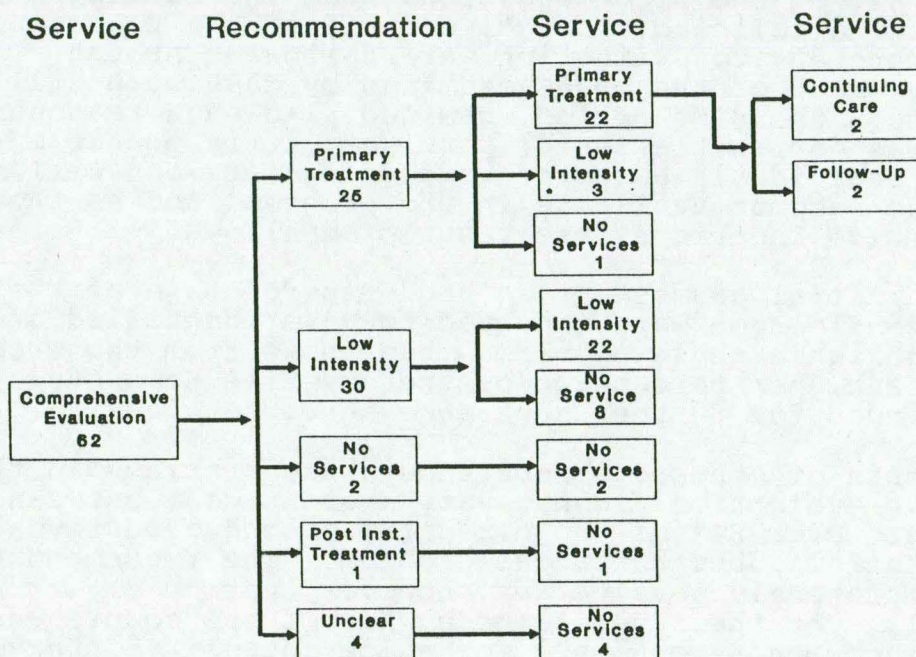 Service Recommendation Service Service
Primary
Treatment
22
Continuing
Care
2
Primary
Treatment
25
Low
Intensity
3
Follow-Up
2
No
Services
1
Low
Intensity
30
Low
Intensity
22
No
Service
8
Comprehensive
Evaluation
62
No
Services
2
No
Services
2
Post Inst.
Treatment
1
No
Services
1
Unclear
4
No
Services
4